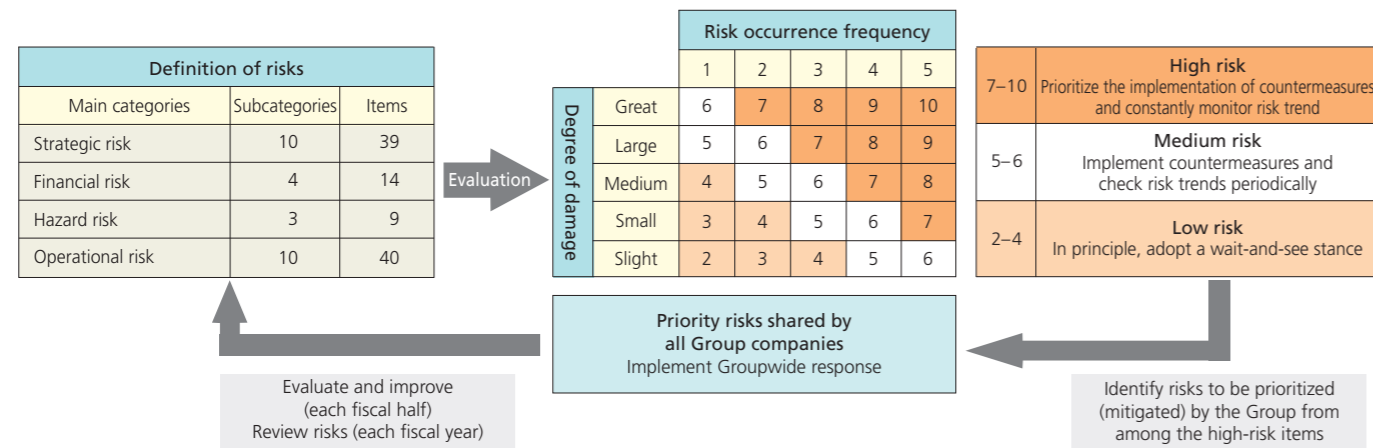 Definition of risks
Main categories Subcategories Items
Strategic risk 10 39
Financial risk 4 14
Hazard risk 3 9
Operational risk 10 40
Evaluation
Risk occurrence frequency
1 2 3 4 5
Degree of damage
Great 6 7 8 9 10
Large 5 6 7 8 9
Medium 4 5 6 7 8
Small 3 4 5 6 7
Slight 2 3 4 5 6
7–10
High risk
Prioritize the implementation of countermeasures
and constantly monitor risk trend
5–6
Medium risk
Implement countermeasures and
check risk trends periodically
2–4
Low risk
In principle, adopt a wait-and-see stance
Identify risks to be prioritized
(mitigated) by the Group from
among the high-risk items
Priority risks shared by
all Group companies
Implement Groupwide response
Evaluate and improve
(each fiscal half)
Review risks (each fiscal year)